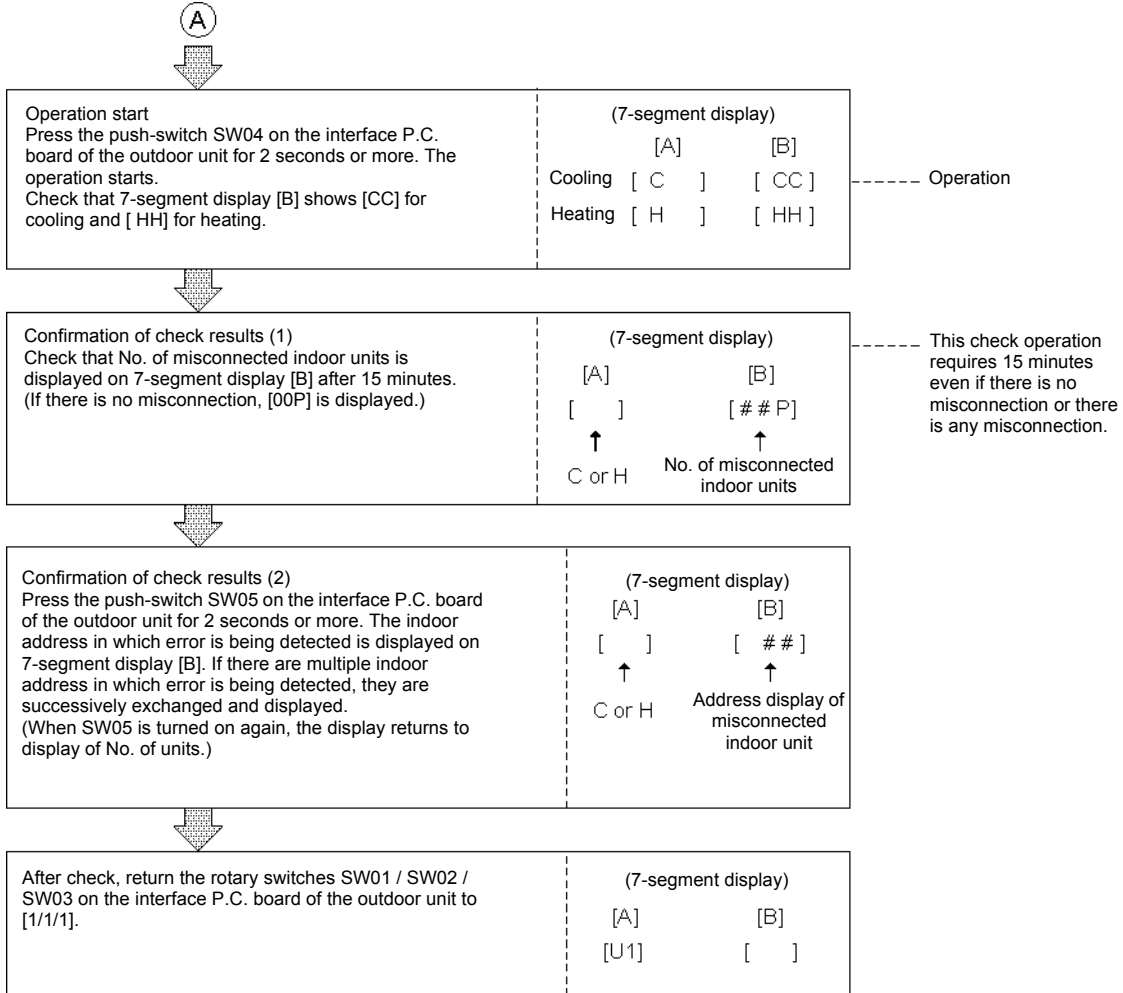 A
Operation start
Press the push-switch SW04 on the interface P.C.
board of the outdoor unit for 2 seconds or more. The
operation starts.
Check that 7-segment display [B] shows [CC] for
cooling and [ HH] for heating.
(7-segment display)
[A] [B]
Cooling [ C ] [ CC ]
Heating [ H ] [ HH ]
Operation
Confirmation of check results (1)
Check that No. of misconnected indoor units is
displayed on 7-segment display [B] after 15 minutes.
(If there is no misconnection, [00P] is displayed.)
(7-segment display)
[A] [B]
[ ] [ # # P]
C or H
No. of misconnected
indoor units
This check operation
requires 15 minutes
even if there is no
misconnection or there
is any misconnection.
Confirmation of check results (2)
Press the push-switch SW05 on the interface P.C. board
of the outdoor unit for 2 seconds or more. The indoor
address in which error is being detected is displayed on
7-segment display [B]. If there are multiple indoor
address in which error is being detected, they are
successively exchanged and displayed.
(When SW05 is turned on again, the display returns to
display of No. of units.)
(7-segment display)
[A] [B]
[ ] [ # # ]
C or H
Address display of
misconnected
indoor unit
After check, return the rotary switches SW01 / SW02 /
SW03 on the interface P.C. board of the outdoor unit to
[1/1/1].
(7-segment display)
[A] [B]
[U1] [ ]